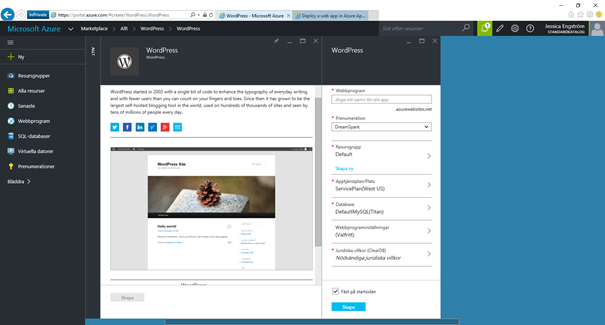 InPrivate
https://portal.azure.com/#create/WordPress.WordPress
WordPress - Microsoft Azure
Deploy a web app in Azure Ap...
Microsoft Azure
Marketplace > Allt > WordPress > WordPress
Sök efter resurser
1
Jessica Engström
STANDARDKATALOG
Ny
Resursgrupper
Alla resurser
Senaste
Webbprogram
SQL-databaser
Virtuella datorer
Prenumerationer
Bläddra >
ALLT
WordPress
WordPress
WordPress started in 2003 with a single bit of code to enhance the typography of everyday writing
and with fewer users than you can count on your fingers and toes. Since then it has grown to be the
largest self-hosted blogging tool in the world, used on hundreds of thousands of sites and seen by
tens of millions of people every day.
WordPress Site
Hello world!
Skapa
WordPress
* Webbprogram
Ange ett namn för din app
.azurewebsites.net
* Prenumeration
DreamSpark
* Resursgrupp
Default
Skapa ny
* Apptjänstplan/Plats
ServicePlan(West US)
* Database
DefaultMySQL(Titan)
Webbprograminställningar
(Valfritt)
* Juridiska villkor (ClearDB)
Nödvändiga juridiska villkor
Fäst på startsidan
Skapa